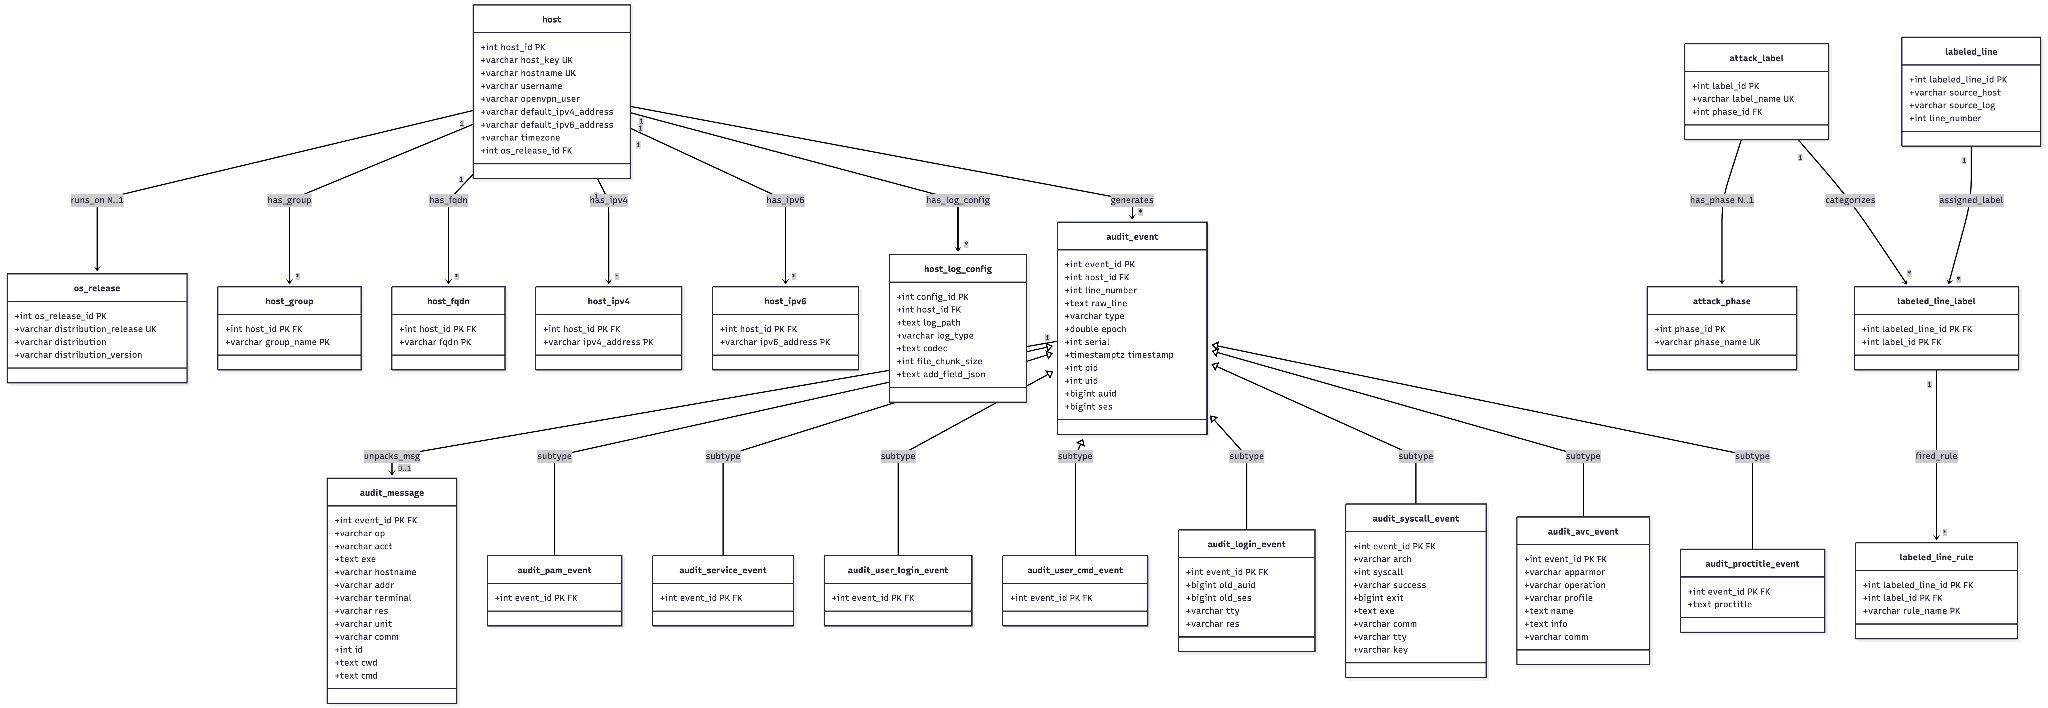 host
+int host_id PK
+varchar host_key UK
+varchar hostname UK
+varchar username
+varchar openvpn_user
+varchar default_ipv4_address
+varchar default_ipv6_address
+varchar timezone
+int os_release_id FK
attack_label
+int label_id PK
+varchar label_name UK
+int phase_id FK
labeled_line
+int labeled_line_id PK
+varchar source_host
+varchar source_log
+int line_number
1
1
1
1
1
1
1
1
runs_on N..1
has_group
has_fqdn
has_ipv4
has_ipv6
has_log_config
generates
has_phase N..1
categorizes
assigned_label
*
*
*
*
*
*
*
*
os_release
+int os_release_id PK
+varchar distribution_release UK
+varchar distribution
+varchar distribution_version
host_group
+int host_id PK FK
+varchar group_name PK
host_fqdn
+int host_id PK FK
+varchar fqdn PK
host_ipv4
+int host_id PK FK
+varchar ipv4_address PK
host_ipv6
+int host_id PK FK
+varchar ipv6_address PK
host_log_config
+int config_id PK
+int host_id FK
+text log_path
+varchar log_type
+text codec
+int file_chunk_size
+text add_field_json
audit_event
+int event_id PK
+int host_id FK
+int line_number
+text raw_line
+varchar type
+double epoch
+int serial
+timestamptz timestamp
+int pid
+int uid
+bigint auid
+bigint ses
attack_phase
+int phase_id PK
+varchar phase_name UK
labeled_line_label
+int labeled_line_id PK FK
+int label_id PK FK
1
1
unpacks_msg
0..1
subtype
subtype
subtype
subtype
subtype
subtype
subtype
subtype
fired_rule
*
audit_message
+int event_id PK FK
+varchar op
+varchar acct
+text exe
+varchar hostname
+varchar addr
+varchar terminal
+varchar res
+varchar unit
+varchar comm
+int id
+text cwd
+text cmd
audit_pam_event
+int event_id PK FK
audit_service_event
+int event_id PK FK
audit_user_login_event
+int event_id PK FK
audit_user_cmd_event
+int event_id PK FK
audit_login_event
+int event_id PK FK
+bigint old_auid
+bigint old_ses
+varchar tty
+varchar res
audit_syscall_event
+int event_id PK FK
+varchar arch
+int syscall
+varchar success
+bigint exit
+text exe
+varchar comm
+varchar tty
+varchar key
audit_avc_event
+int event_id PK FK
+varchar apparmor
+varchar operation
+varchar profile
+text name
+text info
+varchar comm
audit_proctitle_event
+int event_id PK FK
+text proctitle
labeled_line_rule
+int labeled_line_id PK FK
+int label_id PK FK
+varchar rule_name PK